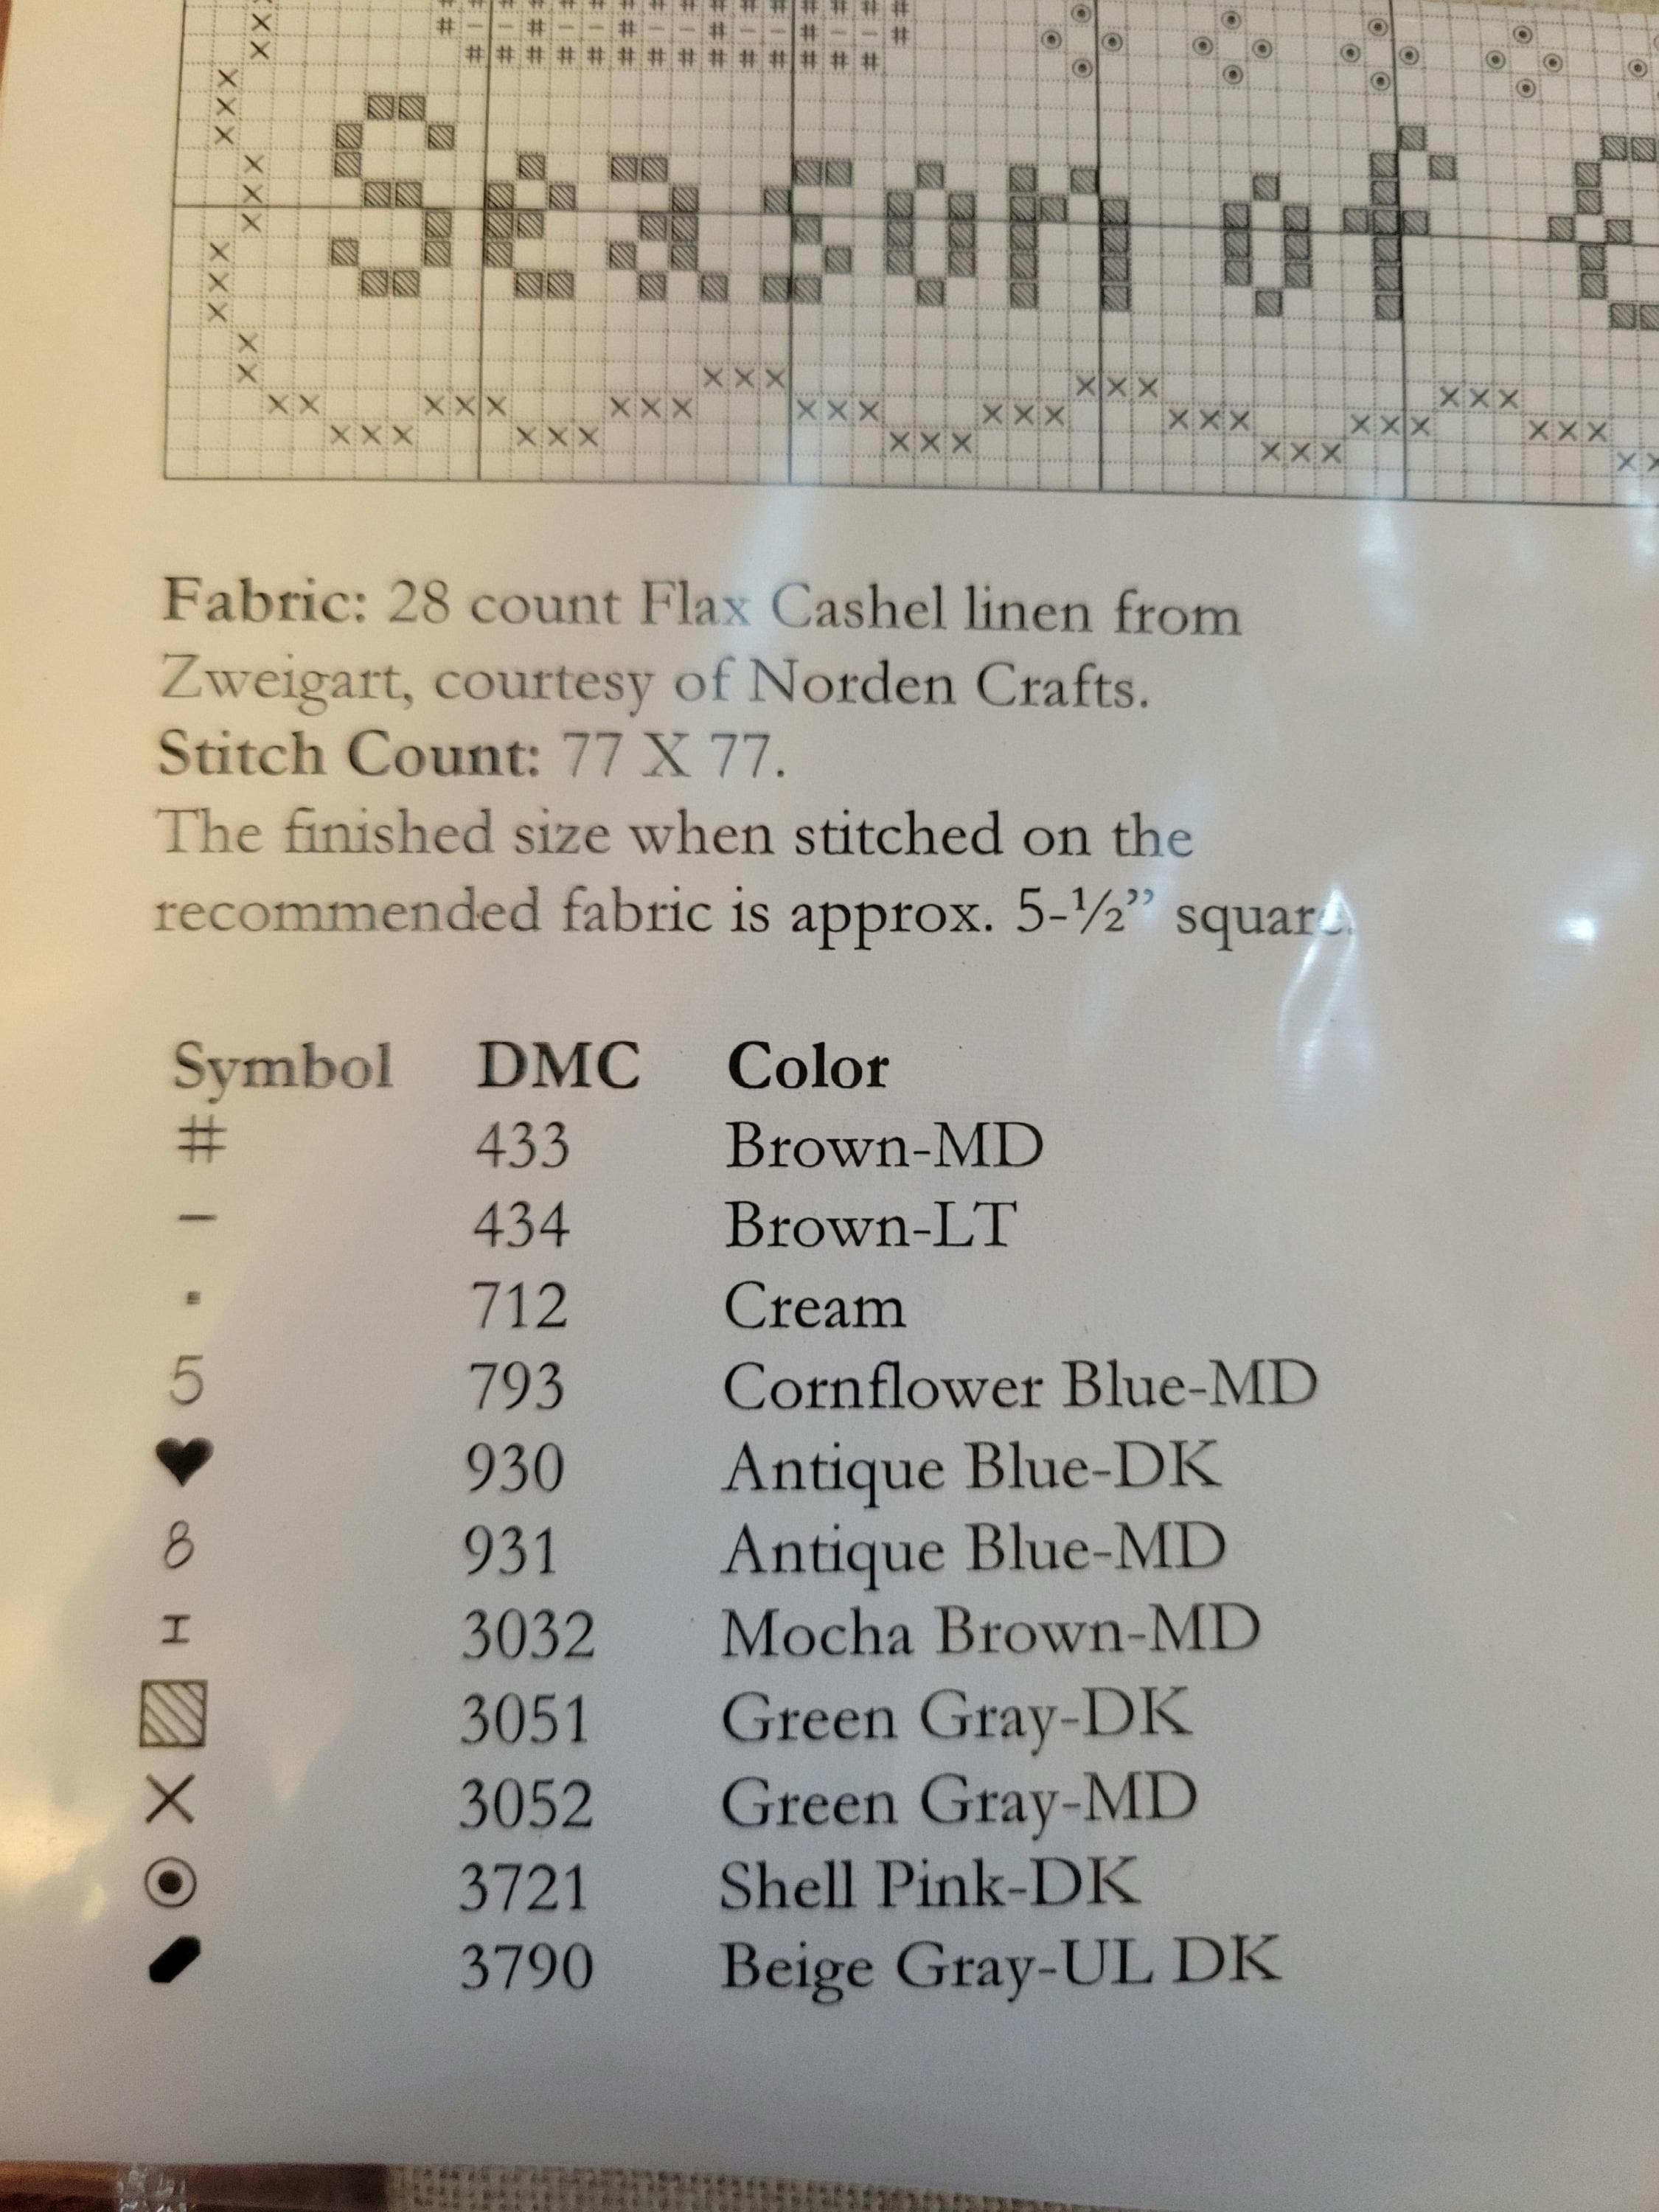 Season of
Fabric: 28 count Flax Cashel linen from
Zweigart, courtesy of Norden Crafts.
Stitch Count: 77 X 77.
The finished size when stitched on the
recommended fabric is approx. 5-½” square.
Symbol DMC Color
# 433 Brown-MD
– 434 Brown-LT
▪ 712 Cream
5 793 Cornflower Blue-MD
♥ 930 Antique Blue-DK
8 931 Antique Blue-MD
I 3032 Mocha Brown-MD
▧ 3051 Green Gray-DK
X 3052 Green Gray-MD
◉ 3721 Shell Pink-DK
3790 Beige Gray-UL DK